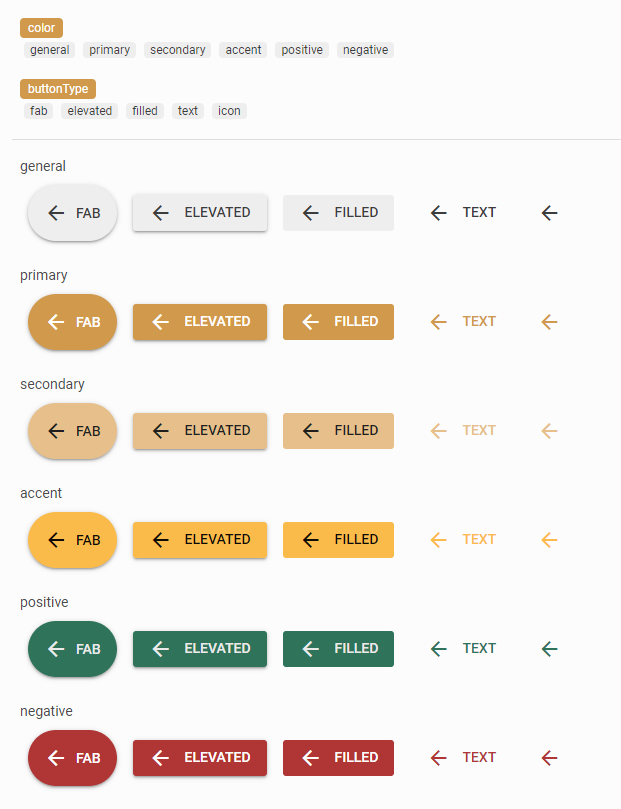 color
general primary secondary accent positive negative
buttonType
fab elevated filled text icon
general
FAB ELEVATED FILLED TEXT
primary
FAB ELEVATED FILLED TEXT
secondary
FAB ELEVATED FILLED TEXT
accent
FAB ELEVATED FILLED TEXT
positive
FAB ELEVATED FILLED TEXT
negative
FAB ELEVATED FILLED TEXT